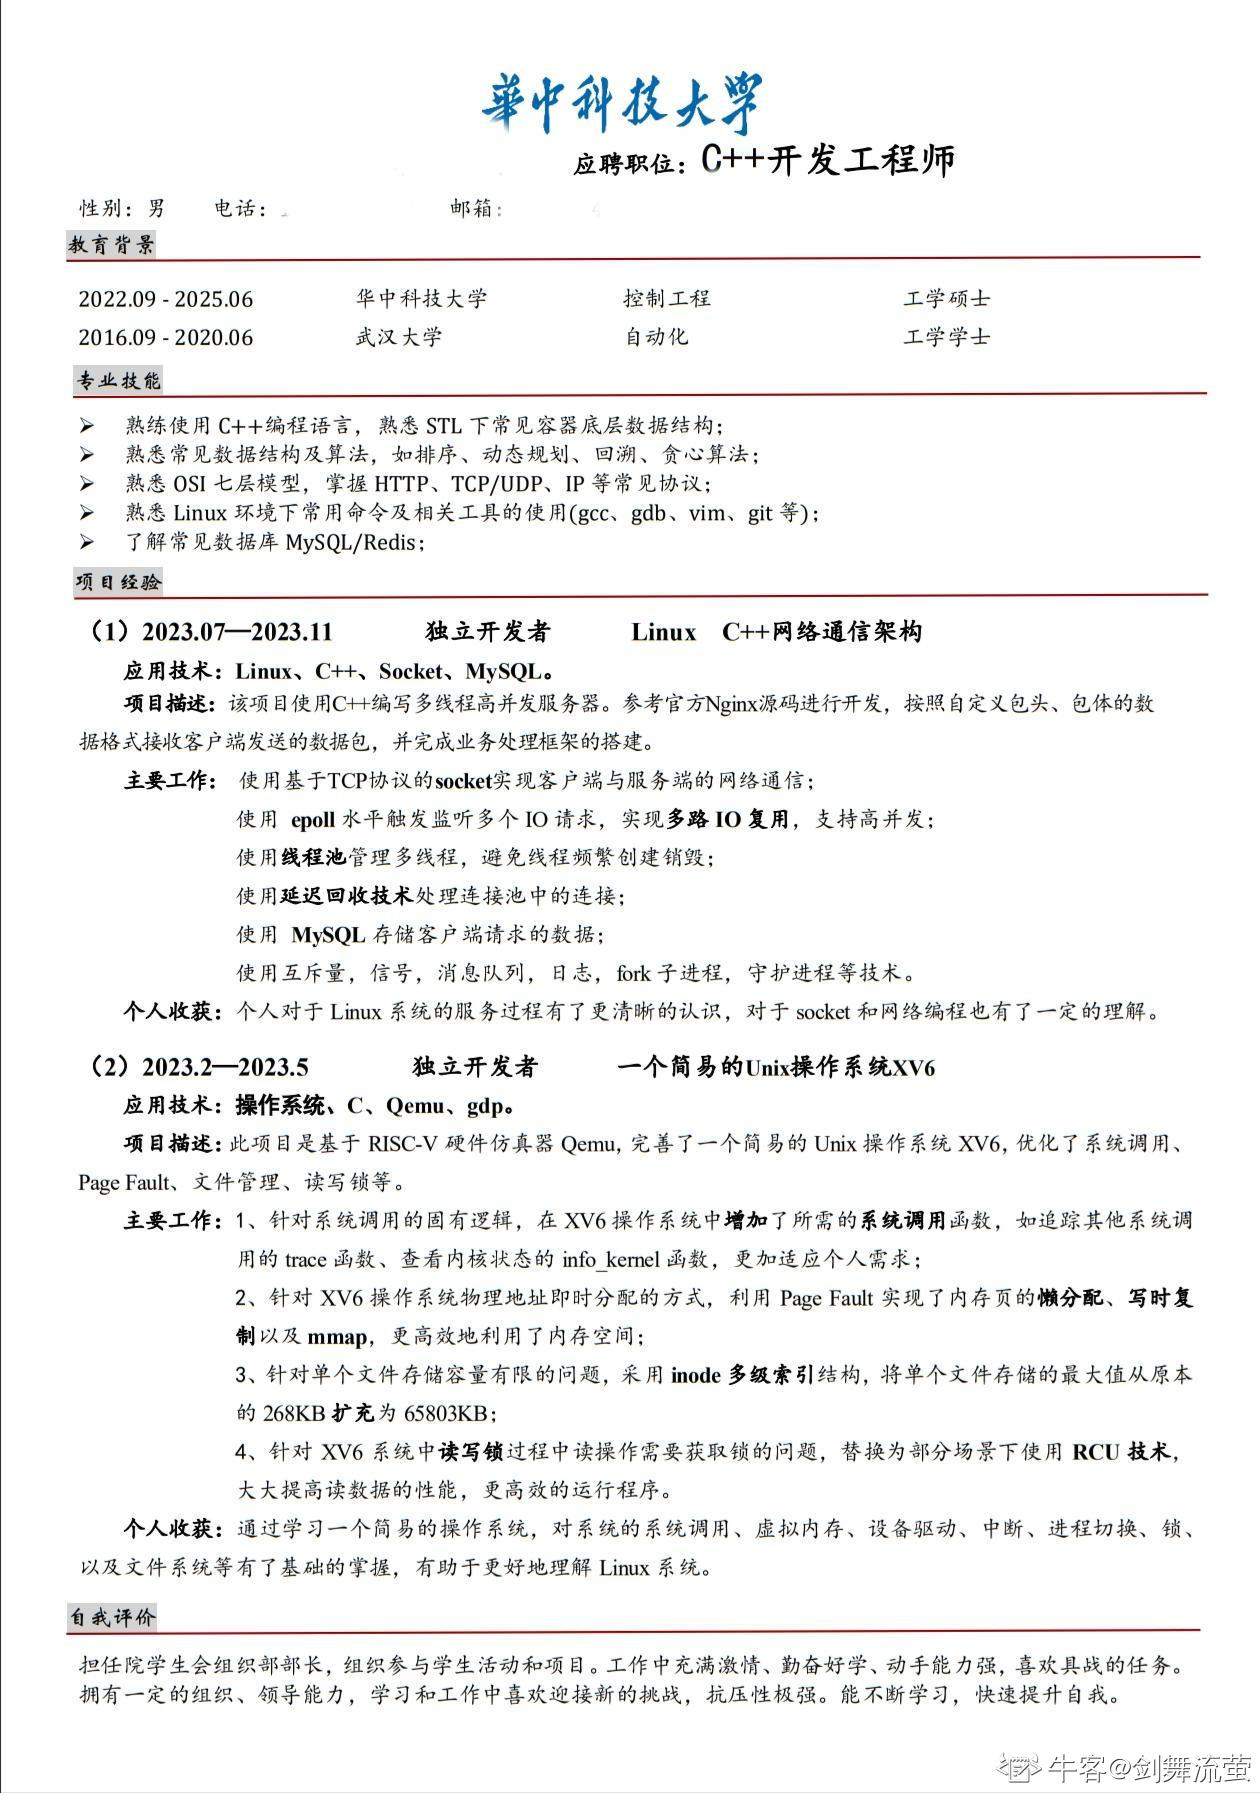 華中科技大學
应聘职位：C++开发工程师
性别：男 电话： 邮箱：
教育背景
2022.09 - 2025.06 华中科技大学 控制工程 工学硕士
2016.09 - 2020.06 武汉大学 自动化 工学学士
专业技能
➢ 熟练使用 C++编程语言，熟悉 STL 下常见容器底层数据结构；
➢ 熟悉常见数据结构及算法，如排序、动态规划、回溯、贪心算法；
➢ 熟悉 OSI 七层模型，掌握 HTTP、TCP/UDP、IP 等常见协议；
➢ 熟悉 Linux 环境下常用命令及相关工具的使用(gcc、gdb、vim、git 等)；
➢ 了解常见数据库 MySQL/Redis；
项目经验
（1）2023.07—2023.11 独立开发者 Linux C++网络通信架构
应用技术：Linux、C++、Socket、MySQL。
项目描述：该项目使用C++编写多线程高并发服务器。参考官方Nginx源码进行开发，按照自定义包头、包体的数
据格式接收客户端发送的数据包，并完成业务处理框架的搭建。
主要工作： 使用基于TCP协议的socket实现客户端与服务端的网络通信；
使用 epoll 水平触发监听多个 IO 请求，实现多路 IO 复用，支持高并发；
使用线程池管理多线程，避免线程频繁创建销毁；
使用延迟回收技术处理连接池中的连接；
使用 MySQL 存储客户端请求的数据；
使用互斥量，信号，消息队列，日志，fork 子进程，守护进程等技术。
个人收获：个人对于 Linux 系统的服务过程有了更清晰的认识，对于 socket 和网络编程也有了一定的理解。
（2）2023.2—2023.5 独立开发者 一个简易的Unix操作系统XV6
应用技术：操作系统、C、Qemu、gdp。
项目描述：此项目是基于 RISC-V 硬件仿真器 Qemu，完善了一个简易的 Unix 操作系统 XV6，优化了系统调用、
Page Fault、文件管理、读写锁等。
主要工作：1、针对系统调用的固有逻辑，在 XV6 操作系统中增加了所需的系统调用函数，如追踪其他系统调
用的 trace 函数、查看内核状态的 info_kernel 函数，更加适应个人需求；
2、针对 XV6 操作系统物理地址即时分配的方式，利用 Page Fault 实现了内存页的懒分配、写时复
制以及 mmap，更高效地利用了内存空间；
3、针对单个文件存储容量有限的问题，采用 inode 多级索引结构，将单个文件存储的最大值从原本
的 268KB 扩充为 65803KB；
4、针对 XV6 系统中读写锁过程中读操作需要获取锁的问题，替换为部分场景下使用 RCU 技术，
大大提高读数据的性能，更高效的运行程序。
个人收获：通过学习一个简易的操作系统，对系统的系统调用、虚拟内存、设备驱动、中断、进程切换、锁、
以及文件系统等有了基础的掌握，有助于更好地理解 Linux 系统。
自我评价
担任院学生会组织部部长，组织参与学生活动和项目。工作中充满激情、勤奋好学、动手能力强，喜欢具战的任务。
拥有一定的组织、领导能力，学习和工作中喜欢迎接新的挑战，抗压性极强。能不断学习，快速提升自我。
牛客@剑舞流萤